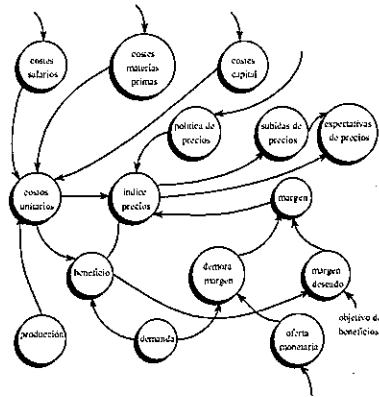 costes
salarios
costes
materias
primas
costes
capital
política de
precios
subidas de
precios
expectativas
de precios
costos
unitarios
índice
precios
margen
beneficio
demora
margen
margen
deseado
producción
demanda
oferta
monetaria
objetivo de
beneficios